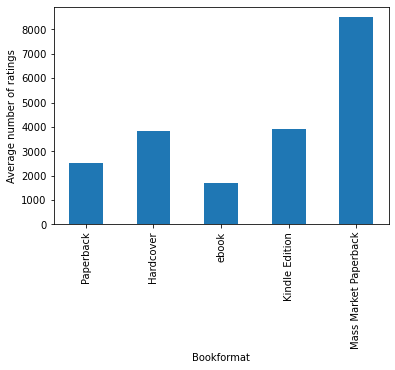 Average number of ratings
8000
7000
6000
5000
4000
3000
2000
1000
0
Paperback
Hardcover
ebook
Kindle Edition
Mass Market Paperback
Bookformat